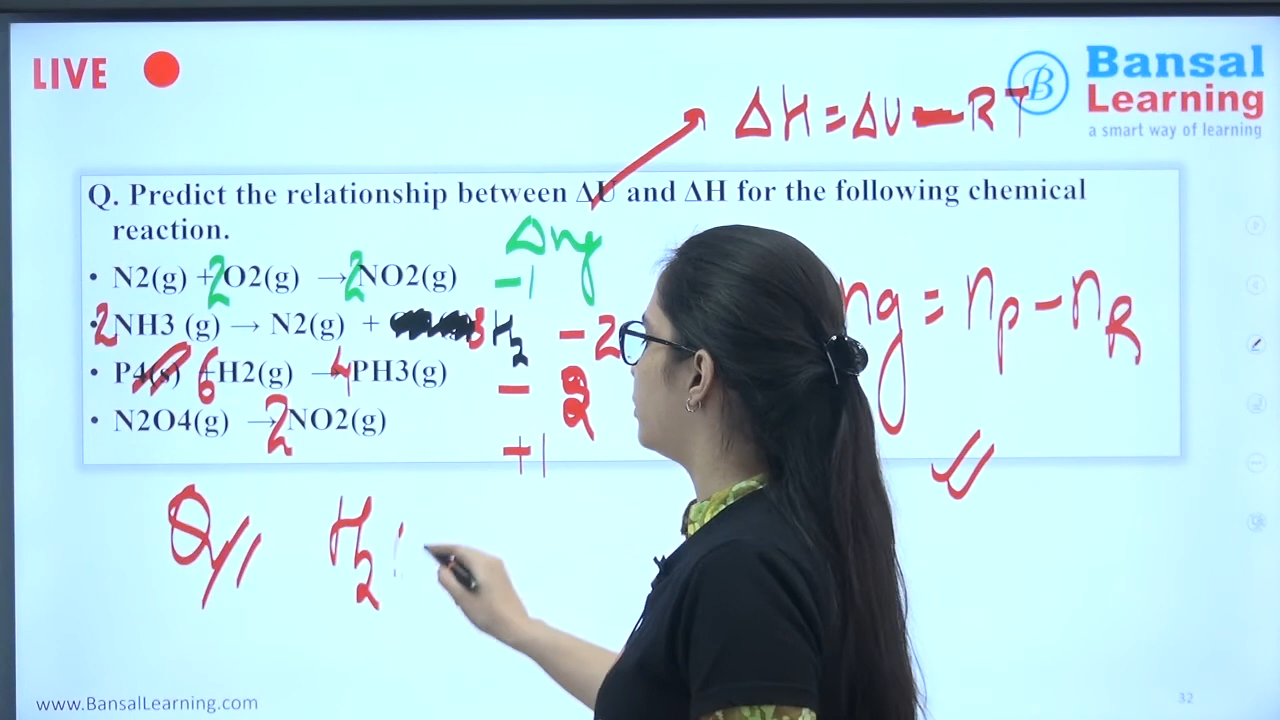 LIVE
B Bansal
Learning
a smart way of learning
ΔH = ΔU - RT
Q. Predict the relationship between ΔU and ΔH for the following chemical
reaction.
Δng
• N2(g) + 2O2(g) → 2NO2(g) -1
• 2NH3 (g) → N2(g) + 3H2 -2
• P4(s) + 6H2(g) → 4PH3(g) - 2
• N2O4(g) → 2NO2(g) +1
ng = np - nR
Q// H2
www.BansalLearning.com
32